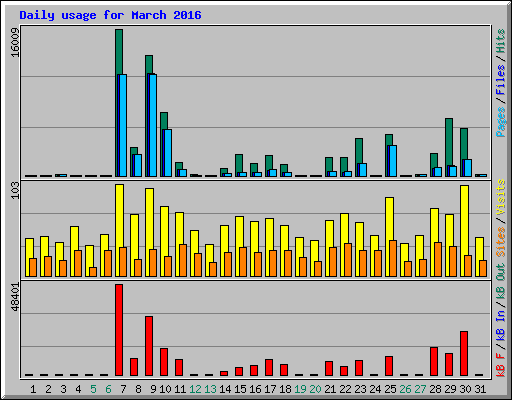 Daily usage for March 2016
16009
Pages / Files / Hits
103
Sites / Visits
48401
kB F / kB In / kB Out
1 2 3 4 5 6 7 8 9 10 11 12 13 14 15 16 17 18 19 20 21 22 23 24 25 26 27 28 29 30 31